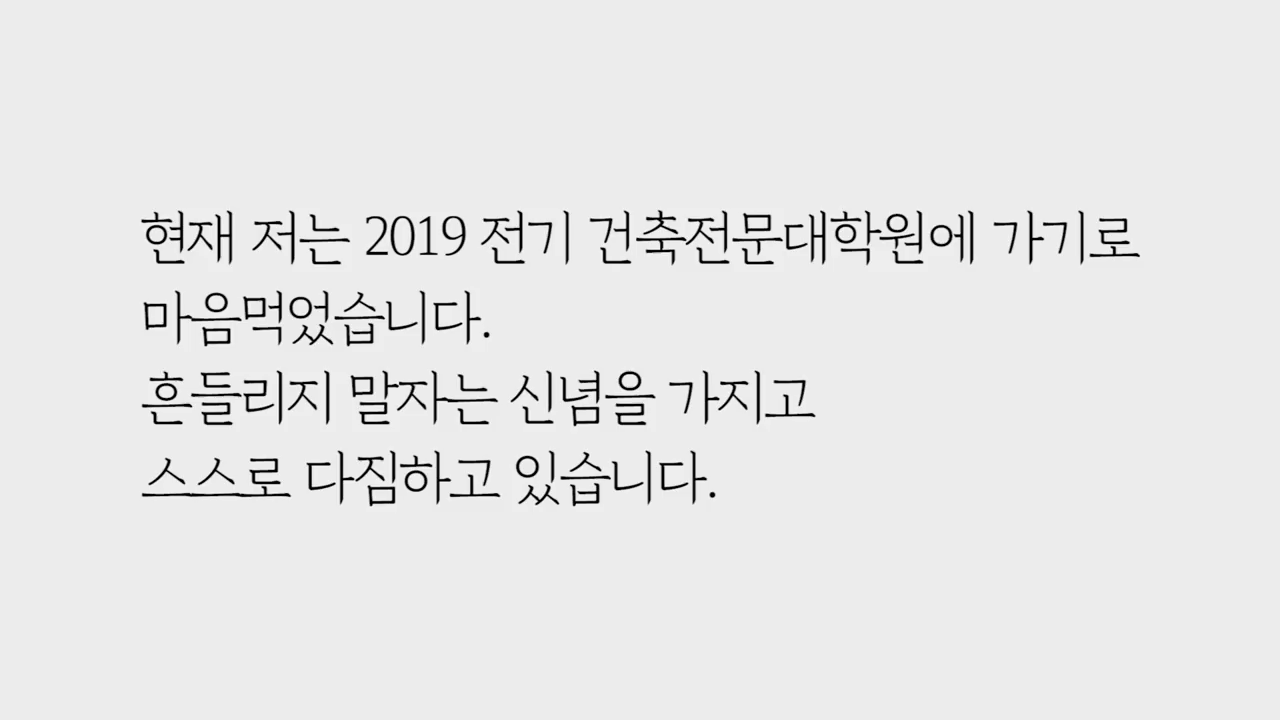 현재 저는 2019 전기 건축전문대학원에 가기로
마음먹었습니다.
흔들리지 말자는 신념을 가지고
스스로 다짐하고 있습니다.